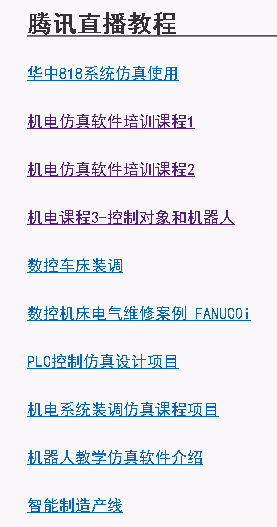 腾讯直播教程
华中818系统仿真使用
机电仿真软件培训课程1
机电仿真软件培训课程2
机电课程3-控制对象和机器人
数控车床装调
数控机床电气维修案例 FANUC0i
PLC控制仿真设计项目
机电系统装调仿真课程项目
机器人教学仿真软件介绍
智能制造产线